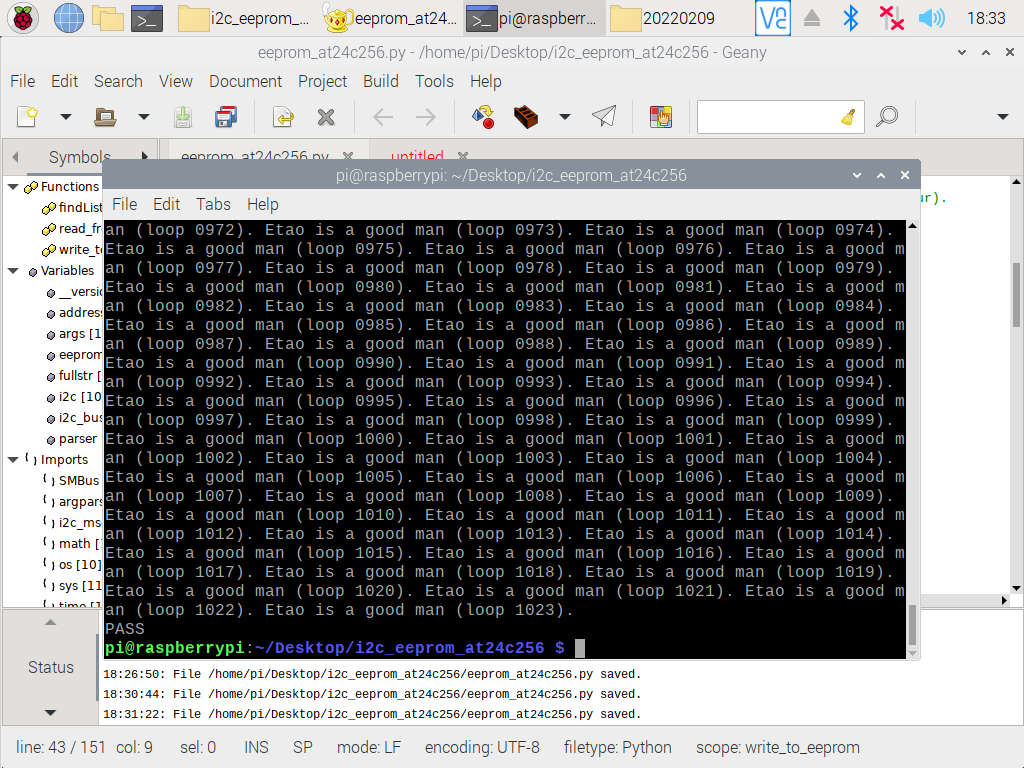 i2c_eeprom_... eeprom_at24... pi@raspberr... 20220209 18:33
eeprom_at24c256.py - /home/pi/Desktop/i2c_eeprom_at24c256 - Geany
File Edit Search View Document Project Build Tools Help
Symbols eeprom_at24c256.py untitled
pi@raspberrypi: ~/Desktop/i2c_eeprom_at24c256
File Edit Tabs Help
Functions
findList
read_fr
write_to
Variables
__versio
address
args [1
eeprom
fullstr [
i2c [10
i2c_bus
parser
Imports
SMBus
argpars
i2c_ms
math [
os [10]
sys [11
time [1
ur).
an (loop 0972). Etao is a good man (loop 0973). Etao is a good man (loop 0974).
Etao is a good man (loop 0975). Etao is a good man (loop 0976). Etao is a good m
an (loop 0977). Etao is a good man (loop 0978). Etao is a good man (loop 0979).
Etao is a good man (loop 0980). Etao is a good man (loop 0981). Etao is a good m
an (loop 0982). Etao is a good man (loop 0983). Etao is a good man (loop 0984).
Etao is a good man (loop 0985). Etao is a good man (loop 0986). Etao is a good m
an (loop 0987). Etao is a good man (loop 0988). Etao is a good man (loop 0989).
Etao is a good man (loop 0990). Etao is a good man (loop 0991). Etao is a good m
an (loop 0992). Etao is a good man (loop 0993). Etao is a good man (loop 0994).
Etao is a good man (loop 0995). Etao is a good man (loop 0996). Etao is a good m
an (loop 0997). Etao is a good man (loop 0998). Etao is a good man (loop 0999).
Etao is a good man (loop 1000). Etao is a good man (loop 1001). Etao is a good m
an (loop 1002). Etao is a good man (loop 1003). Etao is a good man (loop 1004).
Etao is a good man (loop 1005). Etao is a good man (loop 1006). Etao is a good m
an (loop 1007). Etao is a good man (loop 1008). Etao is a good man (loop 1009).
Etao is a good man (loop 1010). Etao is a good man (loop 1011). Etao is a good m
an (loop 1012). Etao is a good man (loop 1013). Etao is a good man (loop 1014).
Etao is a good man (loop 1015). Etao is a good man (loop 1016). Etao is a good m
an (loop 1017). Etao is a good man (loop 1018). Etao is a good man (loop 1019).
Etao is a good man (loop 1020). Etao is a good man (loop 1021). Etao is a good m
an (loop 1022). Etao is a good man (loop 1023).
PASS
pi@raspberrypi:~/Desktop/i2c_eeprom_at24c256 $
Status
18:26:50: File /home/pi/Desktop/i2c_eeprom_at24c256/eeprom_at24c256.py saved.
18:30:44: File /home/pi/Desktop/i2c_eeprom_at24c256/eeprom_at24c256.py saved.
18:31:22: File /home/pi/Desktop/i2c_eeprom_at24c256/eeprom_at24c256.py saved.
line: 43 / 151 col: 9 sel: 0 INS SP mode: LF encoding: UTF-8 filetype: Python scope: write_to_eeprom